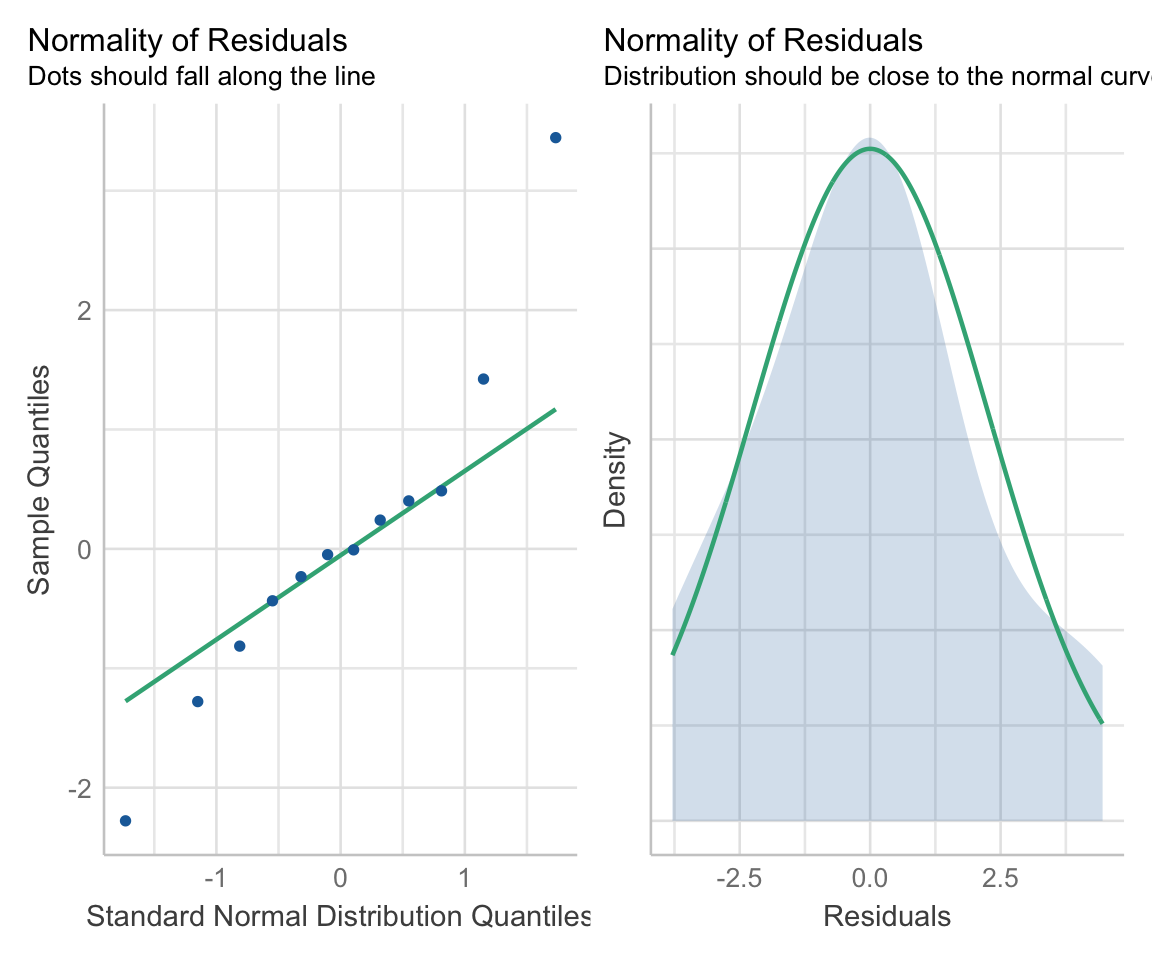 Normality of Residuals
Dots should fall along the line
Sample Quantiles
2
0
-2
-1
0
1
Standard Normal Distribution Quantiles
Normality of Residuals
Distribution should be close to the normal curv
Density
-2.5
0.0
2.5
Residuals